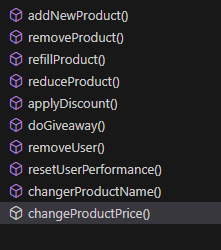 addNewProduct()
removeProduct()
refillProduct()
reduceProduct()
applyDiscount()
doGiveaway()
removeUser()
resetUserPerformance()
changerProductName()
changeProductPrice()